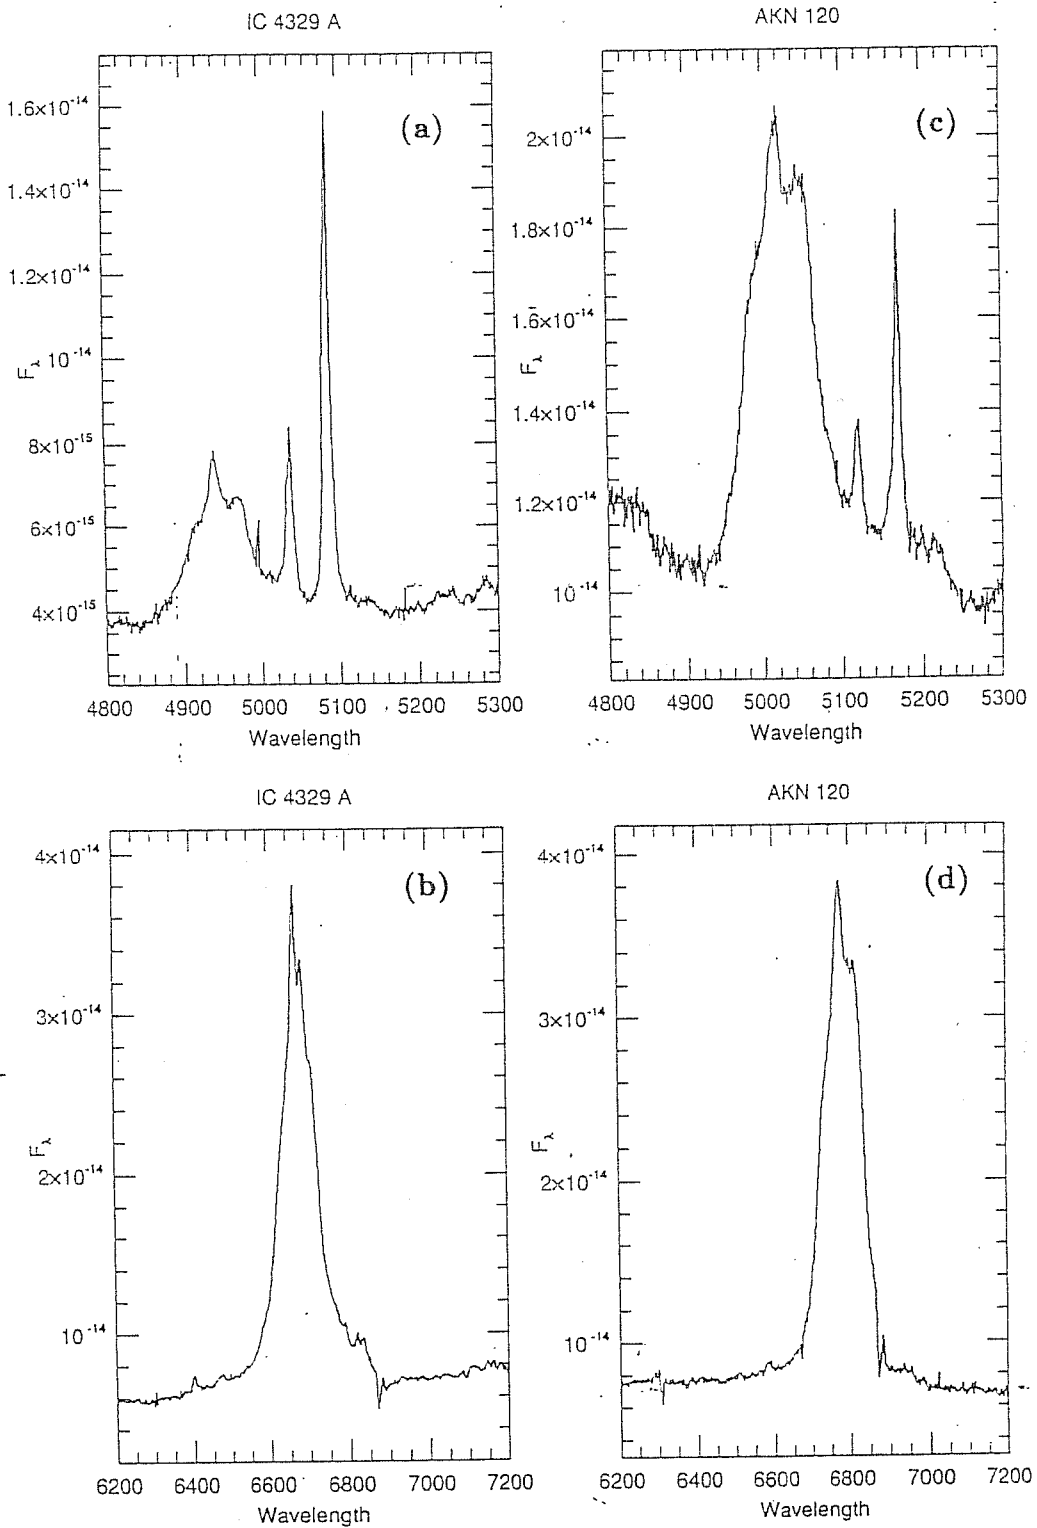 IC 4329 A
(a)
1.6×10⁻¹⁴
1.4×10⁻¹⁴
1.2×10⁻¹⁴
10⁻¹⁴
8×10⁻¹⁵
6×10⁻¹⁵
4×10⁻¹⁵
F_λ
4800 4900 5000 5100 5200 5300
Wavelength
AKN 120
(c)
2×10⁻¹⁴
1.8×10⁻¹⁴
1.6×10⁻¹⁴
1.4×10⁻¹⁴
1.2×10⁻¹⁴
10⁻¹⁴
F_λ
4800 4900 5000 5100 5200 5300
Wavelength
IC 4329 A
(b)
4×10⁻¹⁴
3×10⁻¹⁴
2×10⁻¹⁴
10⁻¹⁴
F_λ
6200 6400 6600 6800 7000 7200
Wavelength
AKN 120
(d)
4×10⁻¹⁴
3×10⁻¹⁴
2×10⁻¹⁴
10⁻¹⁴
F_λ
6200 6400 6600 6800 7000 7200
Wavelength